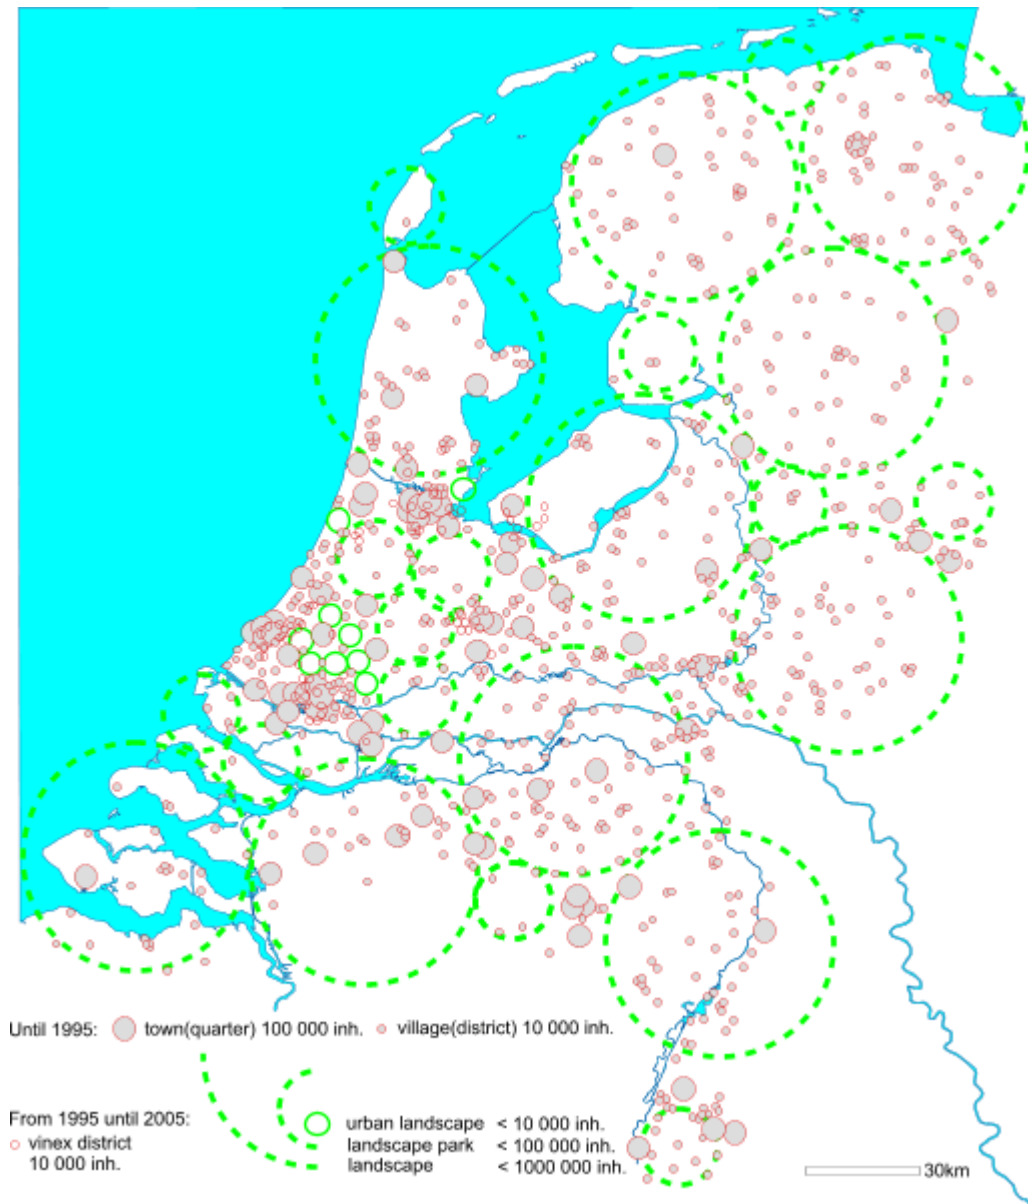 Until 1995: town(quarter) 100 000 inh. village(district) 10 000 inh.
From 1995 until 2005:
vinex district
10 000 inh.
urban landscape < 10 000 inh.
landscape park < 100 000 inh.
landscape < 1000 000 inh.
30km